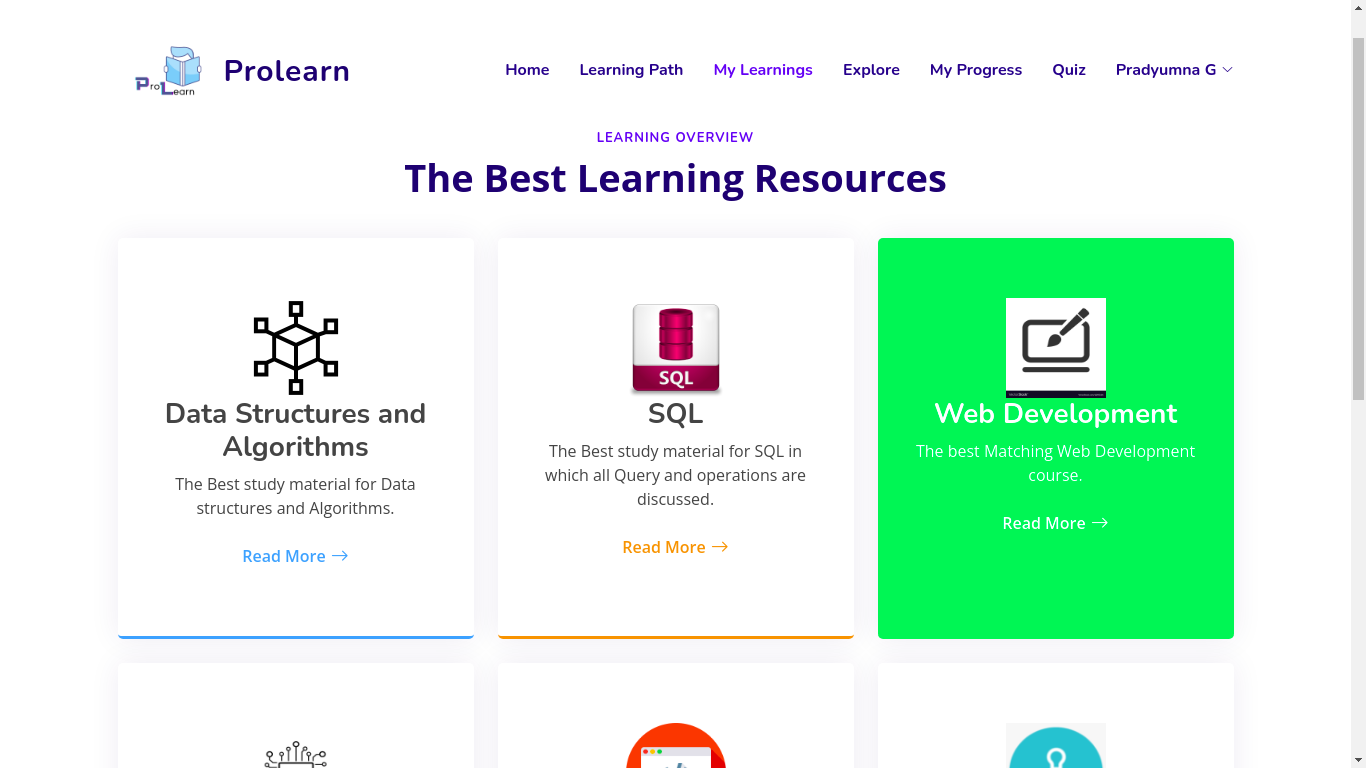 ProLearn
Prolearn
Home
Learning Path
My Learnings
Explore
My Progress
Quiz
Pradyumna G
LEARNING OVERVIEW
The Best Learning Resources
Data Structures and
Algorithms
The Best study material for Data
structures and Algorithms.
Read More
SQL
SQL
The Best study material for SQL in
which all Query and operations are
discussed.
Read More
Web Development
The best Matching Web Development
course.
Read More